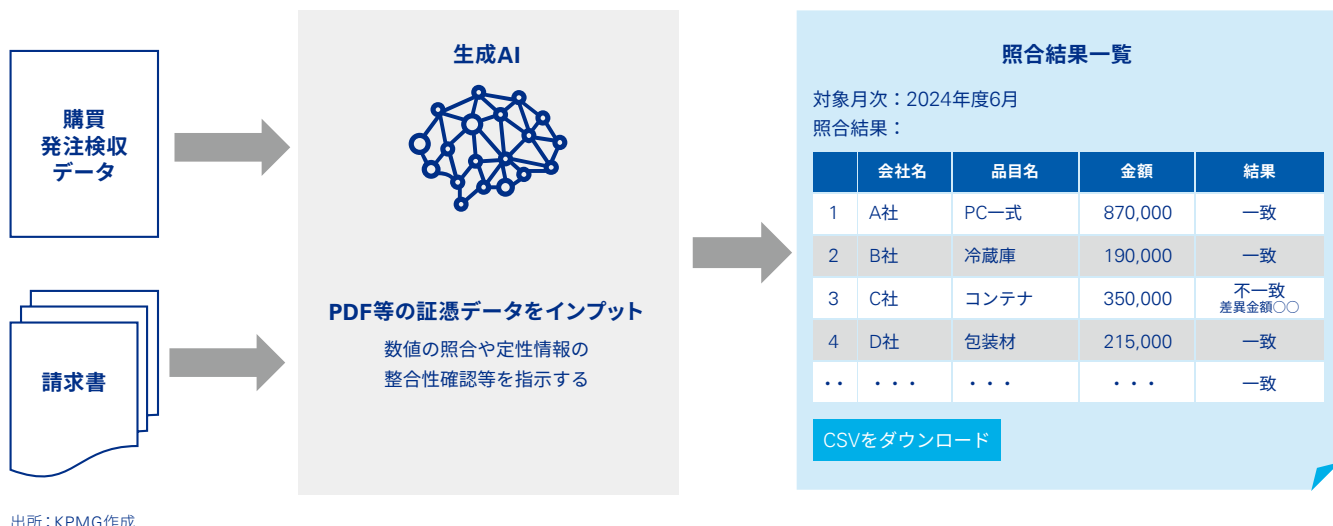 購買
発注検収
データ
請求書
生成AI
PDF等の証憑データをインプット
数値の照合や定性情報の
整合性確認等を指示する
照合結果一覧
対象月次：2024年度6月
照合結果：
会社名 品目名 金額 結果
1 A社 PC一式 870,000 一致
2 B社 冷蔵庫 190,000 一致
3 C社 コンテナ 350,000 不一致
差異金額〇〇
4 D社 包装材 215,000 一致
・・ ・・・ ・・・ ・・・ 一致
CSVをダウンロード
出所：KPMG作成